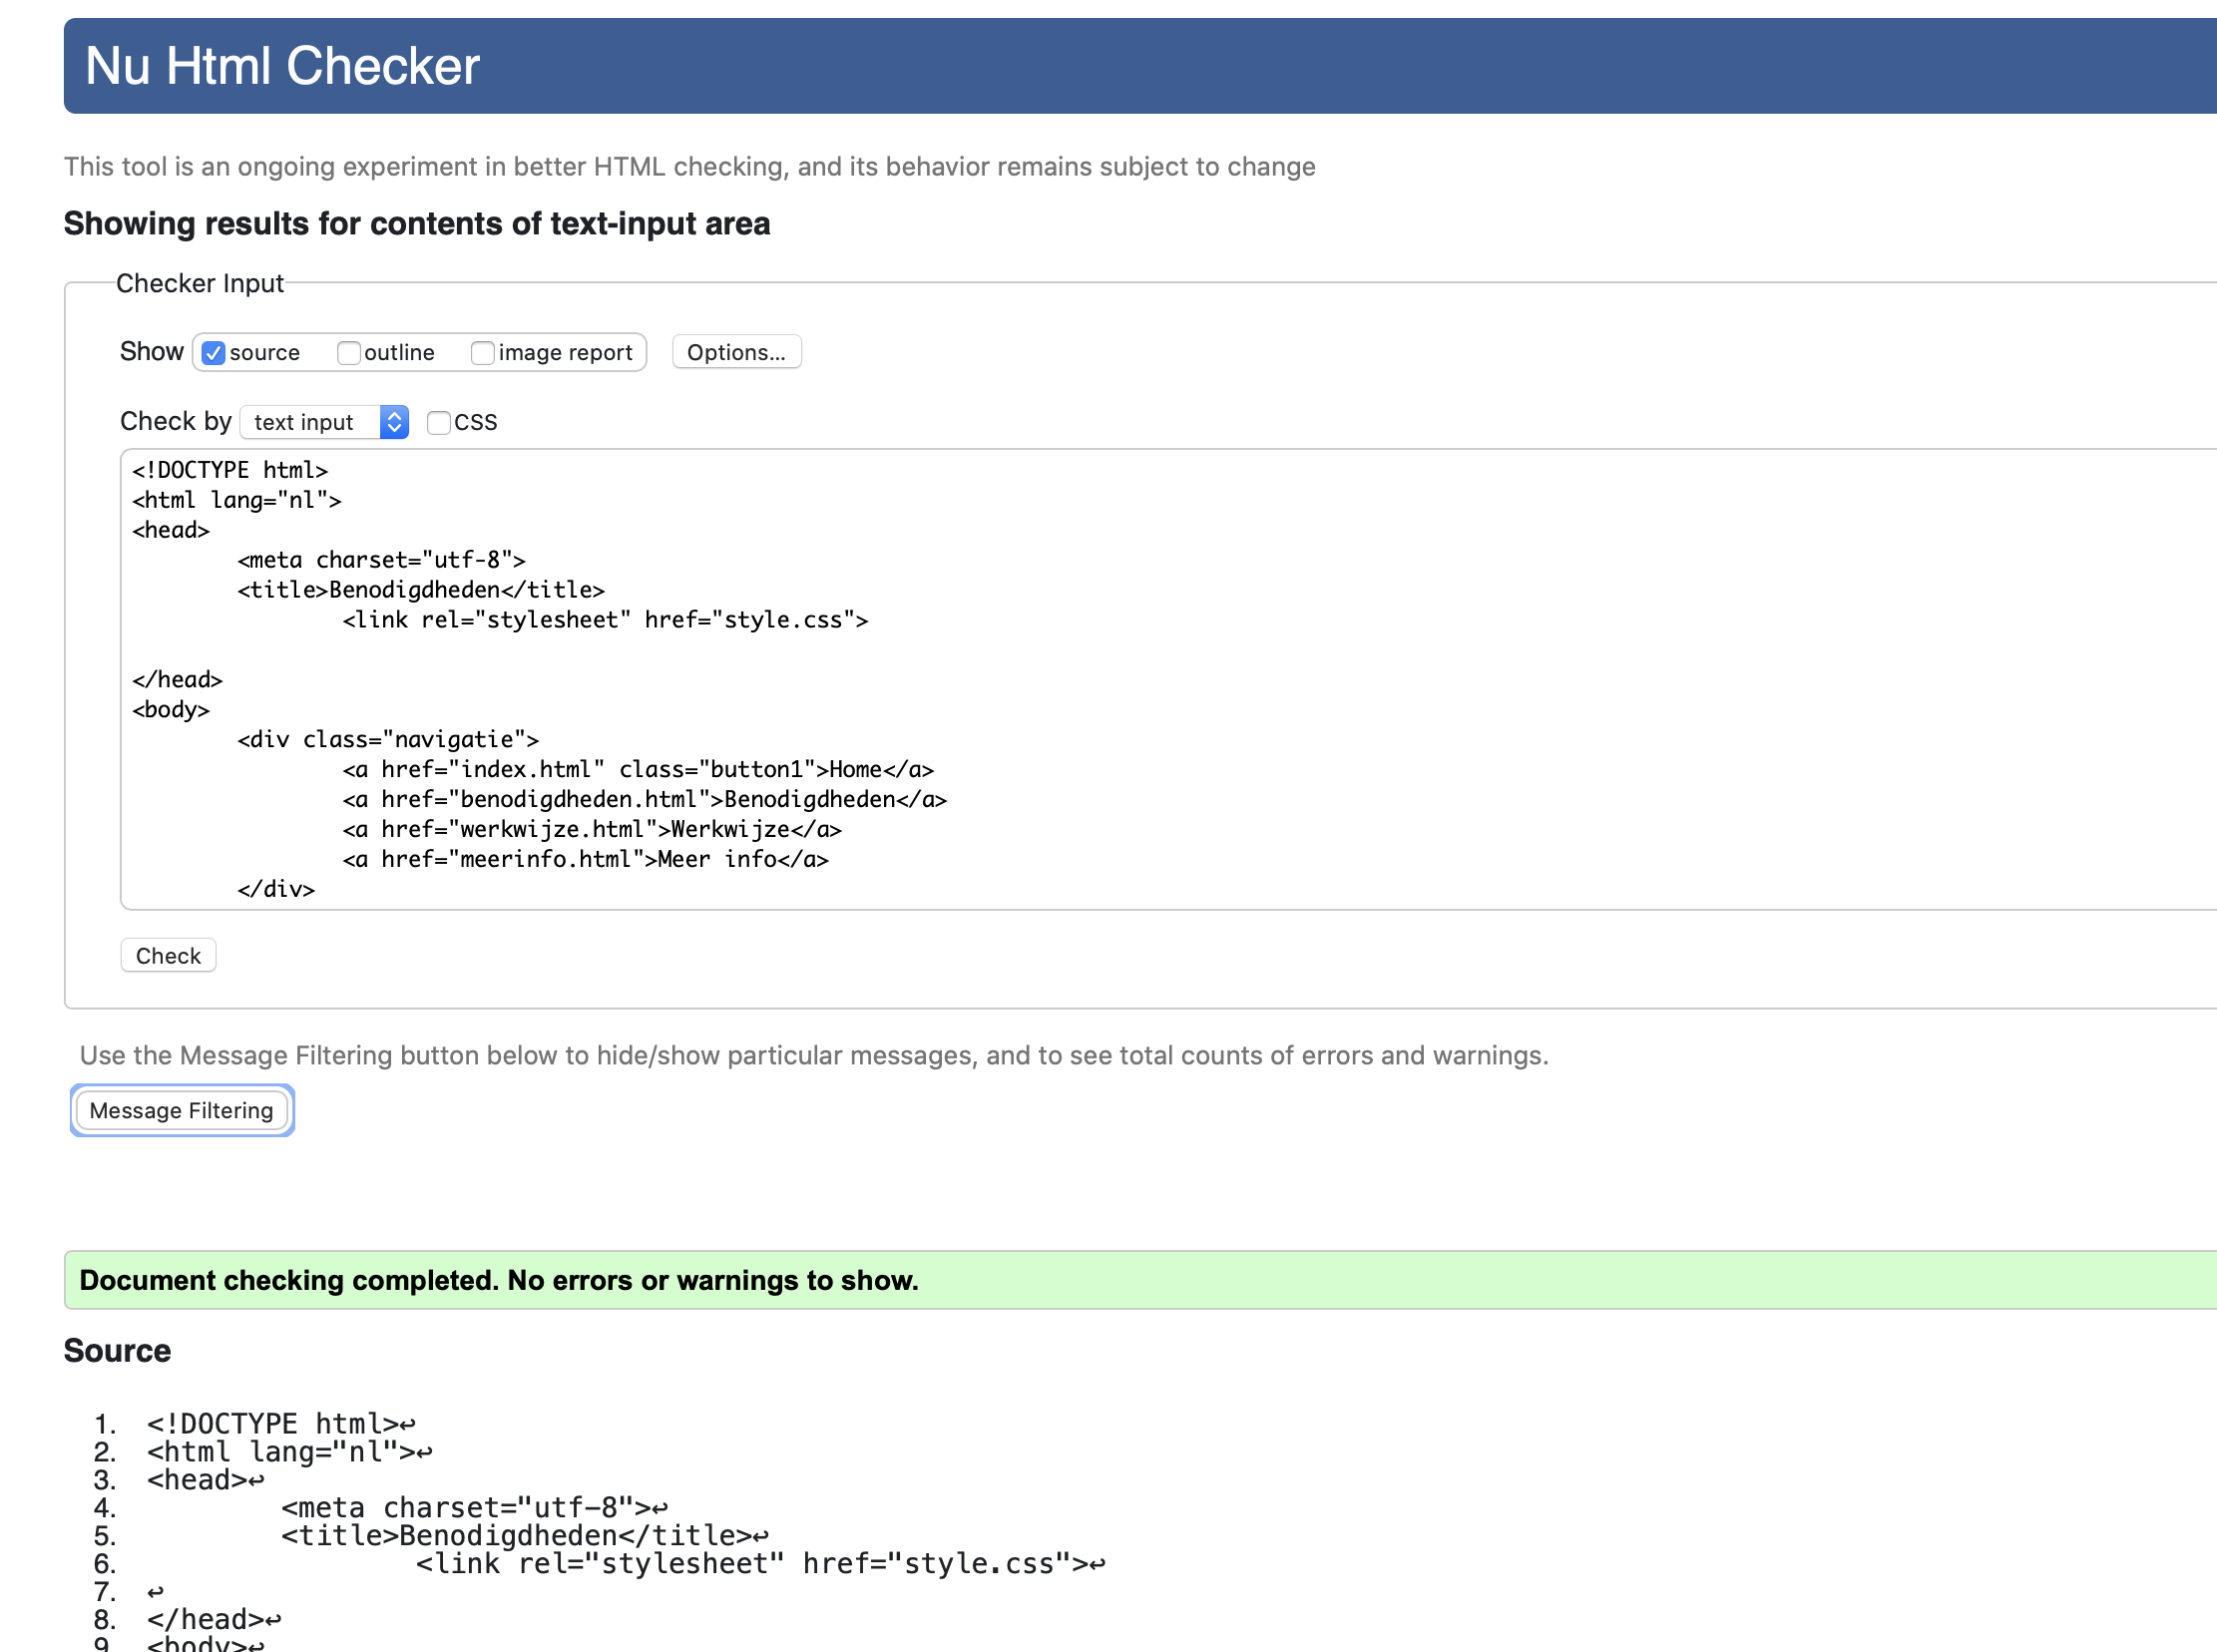 Nu Html Checker
This tool is an ongoing experiment in better HTML checking, and its behavior remains subject to change
Showing results for contents of text-input area
Checker Input
Show source outline image report Options...
Check by text input CSS
<!DOCTYPE html>
<html lang="nl">
<head>
	<meta charset="utf-8">
	<title>Benodigdheden</title>
		<link rel="stylesheet" href="style.css">
</head>
<body>
	<div class="navigatie">
		<a href="index.html" class="button1">Home</a>
		<a href="benodigdheden.html">Benodigdheden</a>
		<a href="werkwijze.html">Werkwijze</a>
		<a href="meerinfo.html">Meer info</a>
	</div>
Check
Use the Message Filtering button below to hide/show particular messages, and to see total counts of errors and warnings.
Message Filtering
Document checking completed. No errors or warnings to show.
Source
1. <!DOCTYPE html>↩
2. <html lang="nl">↩
3. <head>↩
4. 	<meta charset="utf-8">↩
5. 	<title>Benodigdheden</title>↩
6. 		<link rel="stylesheet" href="style.css">↩
7. ↩
8. </head>↩
9. <body>↩